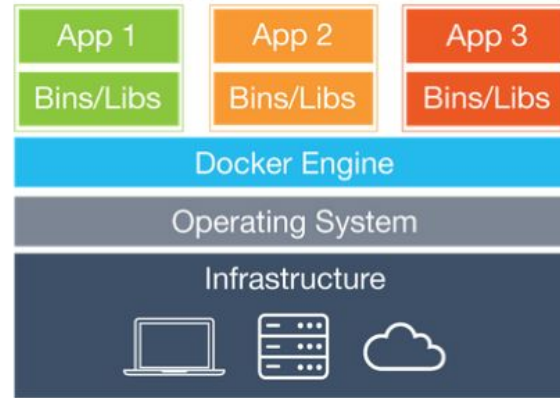 App 1
App 2
App 3
Bins/Libs
Bins/Libs
Bins/Libs
Docker Engine
Operating System
Infrastructure